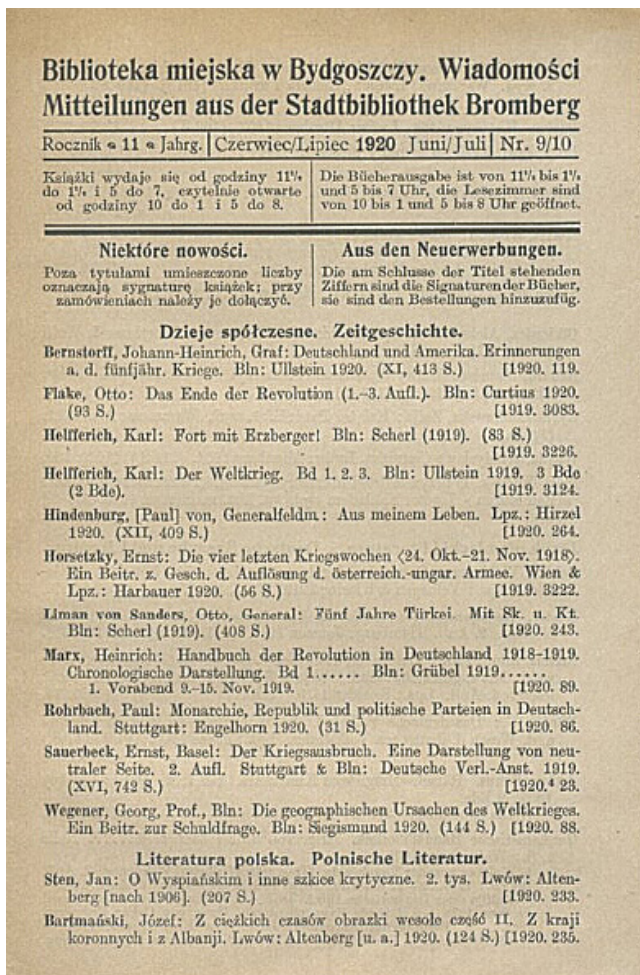 Biblioteka miejska w Bydgoszczy. Wiadomości
Mitteilungen aus der Stadtbibliothek Bromberg
Rocznik « 11 « Jahrg. | Czerwiec/Lipiec 1920 Juni/Juli | Nr. 9/10
Książki wydaje się od godziny 11½
do 1½ i 5 do 7, czytelnie otwarte
od godziny 10 do 1 i 5 do 8.
Die Bücherausgabe ist von 11½ bis 1½
und 5 bis 7 Uhr, die Lesezimmer sind
von 10 bis 1 und 5 bis 8 Uhr geöffnet.
Niektóre nowości.
Poza tytułami umieszczone liczby
oznaczają sygnaturę książek; przy
zamówieniach należy je dołączyć.
Aus den Neuerwerbungen.
Die am Schlusse der Titel stehenden
Ziffern sind die Signaturen der Bücher,
sie sind den Bestellungen hinzuzufüg.
Dzieje spółczesne. Zeitgeschichte.
Bernstorff, Johann-Heinrich, Graf: Deutschland und Amerika. Erinnerungen
a. d. fünfjähr. Kriege. Bln: Ullstein 1920. (XI, 413 S.) [1920. 119.
Flake, Otto: Das Ende der Revolution (1.–3. Aufl.). Bln: Curtius 1920.
(93 S.) [1919. 3083.
Helfferich, Karl: Fort mit Erzberger! Bln: Scherl (1919). (83 S.)
[1919. 3226.
Helfferich, Karl: Der Weltkrieg. Bd 1. 2. 3. Bln: Ullstein 1919. 3 Bde
(2 Bde). [1919. 3124.
Hindenburg, [Paul] von, Generalfeldm.: Aus meinem Leben. Lpz.: Hirzel
1920. (XII, 409 S.) [1920. 264.
Horsetzky, Ernst: Die vier letzten Kriegswochen ⟨24. Okt.–21. Nov. 1918⟩.
Ein Beitr. z. Gesch. d. Auflösung d. österreich.-ungar. Armee. Wien &
Lpz.: Harbauer 1920. (56 S.) [1919. 3222.
Liman von Sanders, Otto, General: Fünf Jahre Türkei. Mit Sk. u. Kt.
Bln: Scherl (1919). (408 S.) [1920. 243.
Marx, Heinrich: Handbuch der Revolution in Deutschland 1918–1919.
Chronologische Darstellung. Bd 1...... Bln: Grübel 1919......
1. Vorabend 9.–15. Nov. 1919. [1920. 89.
Rohrbach, Paul: Monarchie, Republik und politische Parteien in Deutsch-
land. Stuttgart: Engelhorn 1920. (31 S.) [1920. 86.
Sauerbeck, Ernst, Basel: Der Kriegsausbruch. Eine Darstellung von neu-
traler Seite. 2. Aufl. Stuttgart & Bln: Deutsche Verl.-Anst. 1919.
(XVI, 742 S.) [1920.⁴ 23.
Wegener, Georg, Prof., Bln: Die geographischen Ursachen des Weltkrieges.
Ein Beitr. zur Schuldfrage. Bln: Siegismund 1920. (144 S.) [1920. 88.
Literatura polska. Polnische Literatur.
Sten, Jan: O Wyspiańskim i inne szkice krytyczne. 2. tys. Lwów: Alten-
berg [nach 1906]. (207 S.) [1920. 233.
Bartmański, Józef: Z ciężkich czasów obrazki wesołe część II. Z kraji
koronnych i z Albanji. Lwów: Altenberg [u. a.] 1920. (124 S.) [1920. 235.